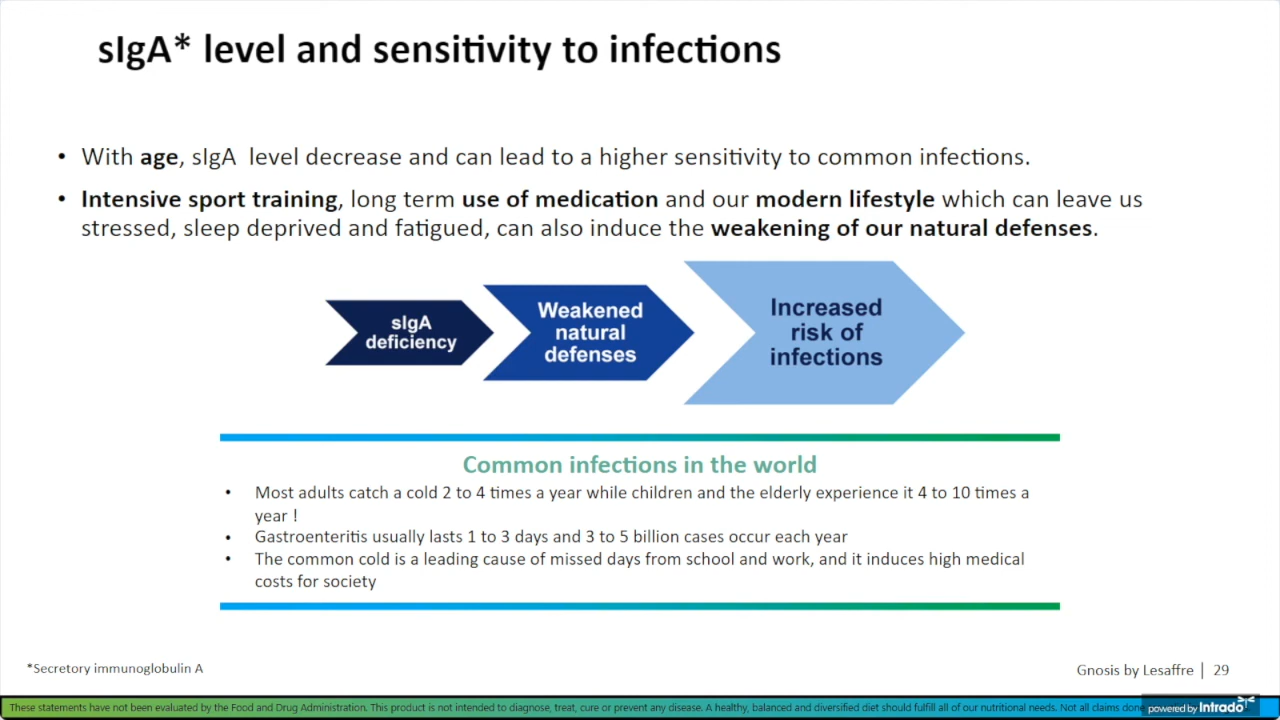 sIgA* level and sensitivity to infections
• With age, sIgA level decrease and can lead to a higher sensitivity to common infections.
• Intensive sport training, long term use of medication and our modern lifestyle which can leave us
stressed, sleep deprived and fatigued, can also induce the weakening of our natural defenses.
sIgA
deficiency
Weakened
natural
defenses
Increased
risk of
infections
Common infections in the world
• Most adults catch a cold 2 to 4 times a year while children and the elderly experience it 4 to 10 times a
year !
• Gastroenteritis usually lasts 1 to 3 days and 3 to 5 billion cases occur each year
• The common cold is a leading cause of missed days from school and work, and it induces high medical
costs for society
*Secretory immunoglobulin A
Gnosis by Lesaffre | 29
These statements have not been evaluated by the Food and Drug Administration. This product is not intended to diagnose, treat, cure or prevent any disease. A healthy, balanced and diversified diet should fulfill all of our nutritional needs. Not all claims done
powered by Intrado